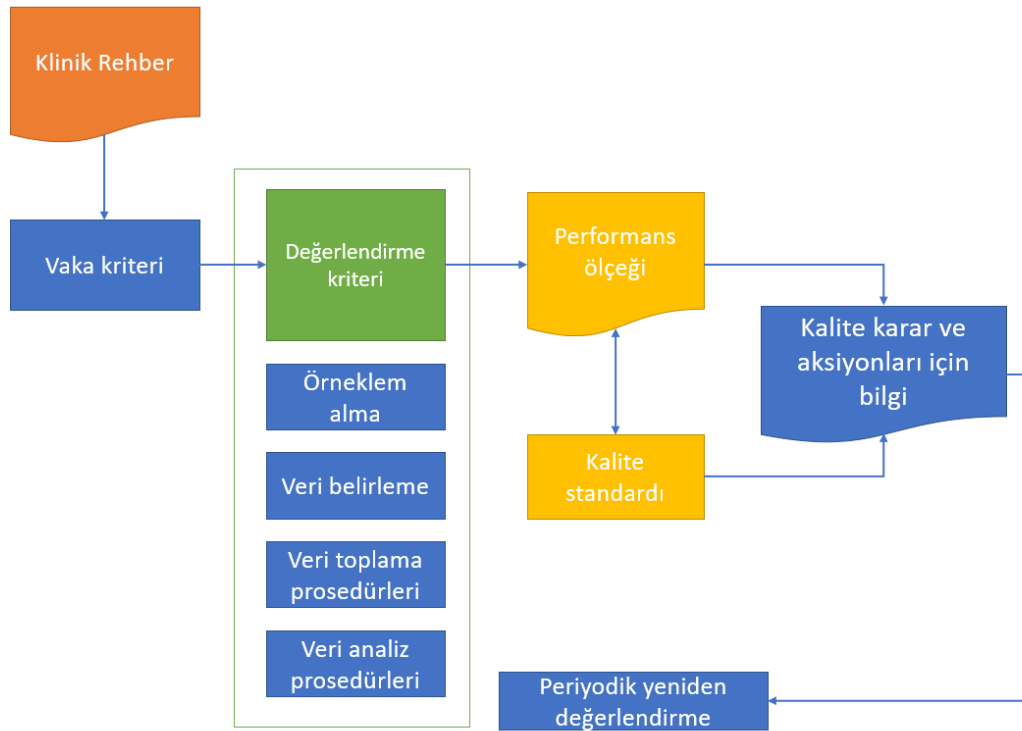 Klinik Rehber
Vaka kriteri
Değerlendirme
kriteri
Örneklem
alma
Veri belirleme
Veri toplama
prosedürleri
Veri analiz
prosedürleri
Performans
ölçeği
Kalite
standardı
Kalite karar ve
aksiyonları için
bilgi
Periyodik yeniden
değerlendirme